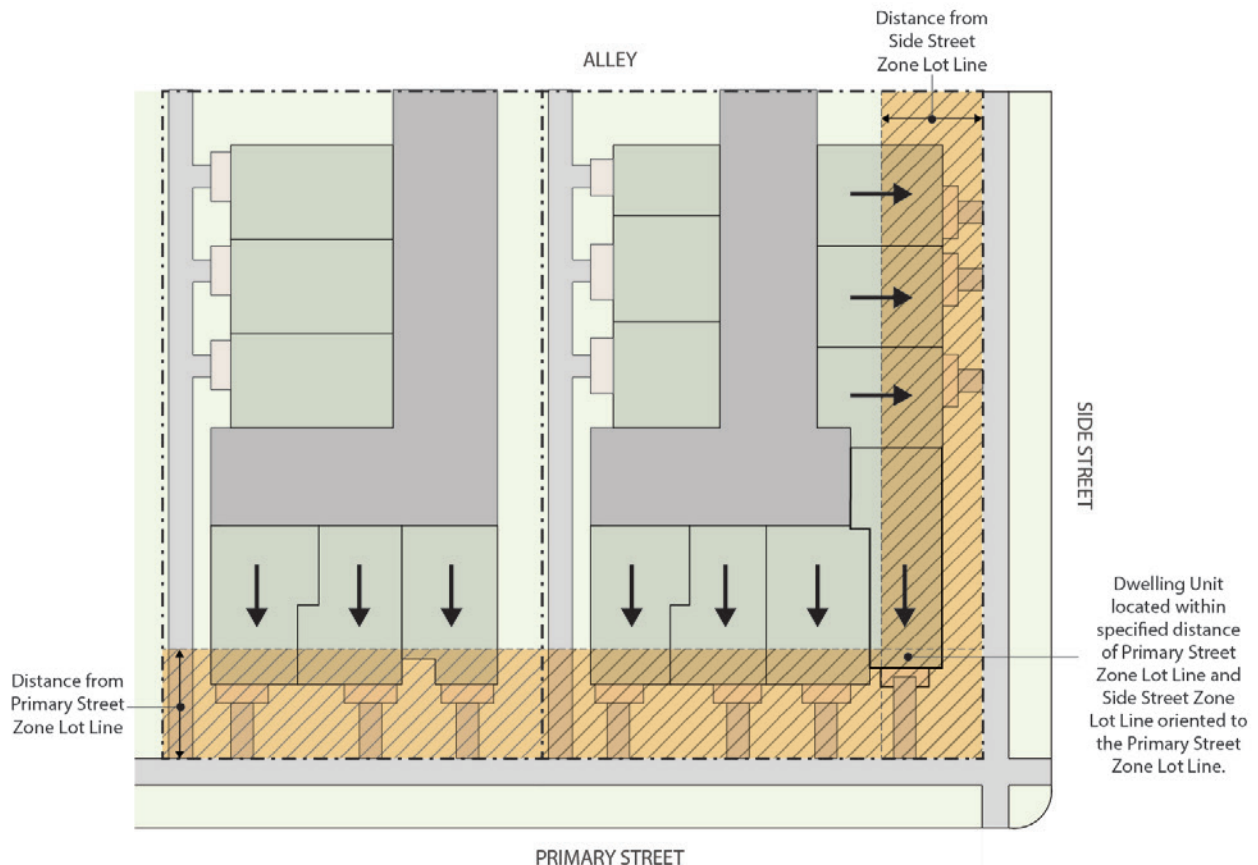 Distance from
Side Street
Zone Lot Line
ALLEY
SIDE STREET
Distance from
Primary Street
Zone Lot Line
Dwelling Unit
located within
specified distance
of Primary Street
Zone Lot Line and
Side Street Zone
Lot Line oriented to
the Primary Street
Zone Lot Line.
PRIMARY STREET